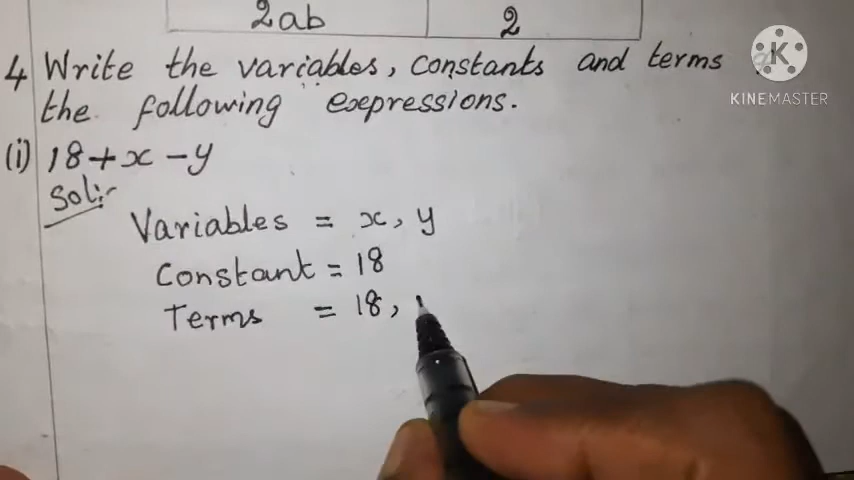 2ab 2
4 Write the variables, constants and terms
the following expressions.
(i) 18+x-y
Sol:-
Variables = x, y
Constant = 18
Terms = 18,
K
KINEMASTER